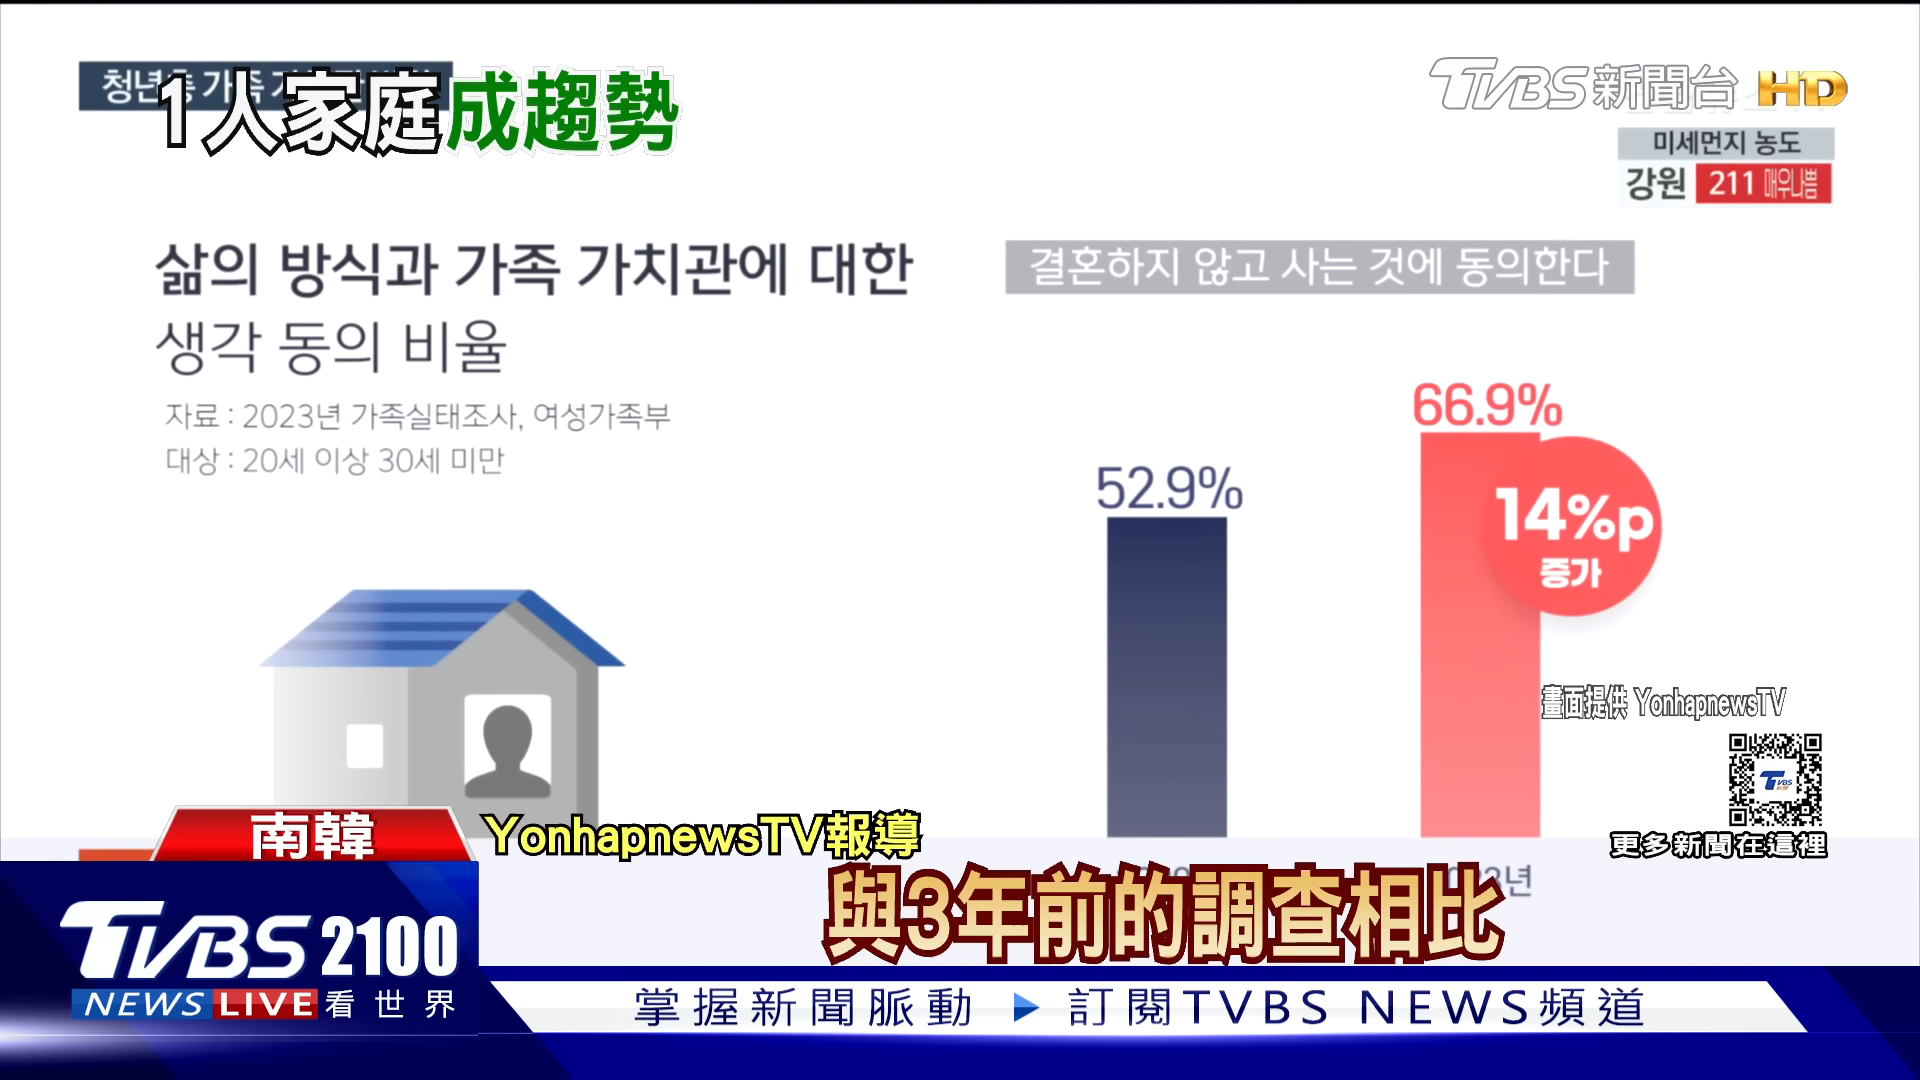 1人家庭成趨勢
TVBS新聞台 HD
미세먼지 농도
강원 211 매우나쁨
삶의 방식과 가족 가치관에 대한
생각 동의 비율
자료 : 2023년 가족실태조사, 여성가족부
대상 : 20세 이상 30세 미만
결혼하지 않고 사는 것에 동의한다
52.9%
66.9%
14%p
증가
畫面提供 YonhapnewsTV
TVBS
更多新聞在這裡
南韓
YonhapnewsTV報導
與3年前的調查相比
TVBS 2100
NEWS LIVE 看世界
掌握新聞脈動 ▶ 訂閱TVBS NEWS頻道